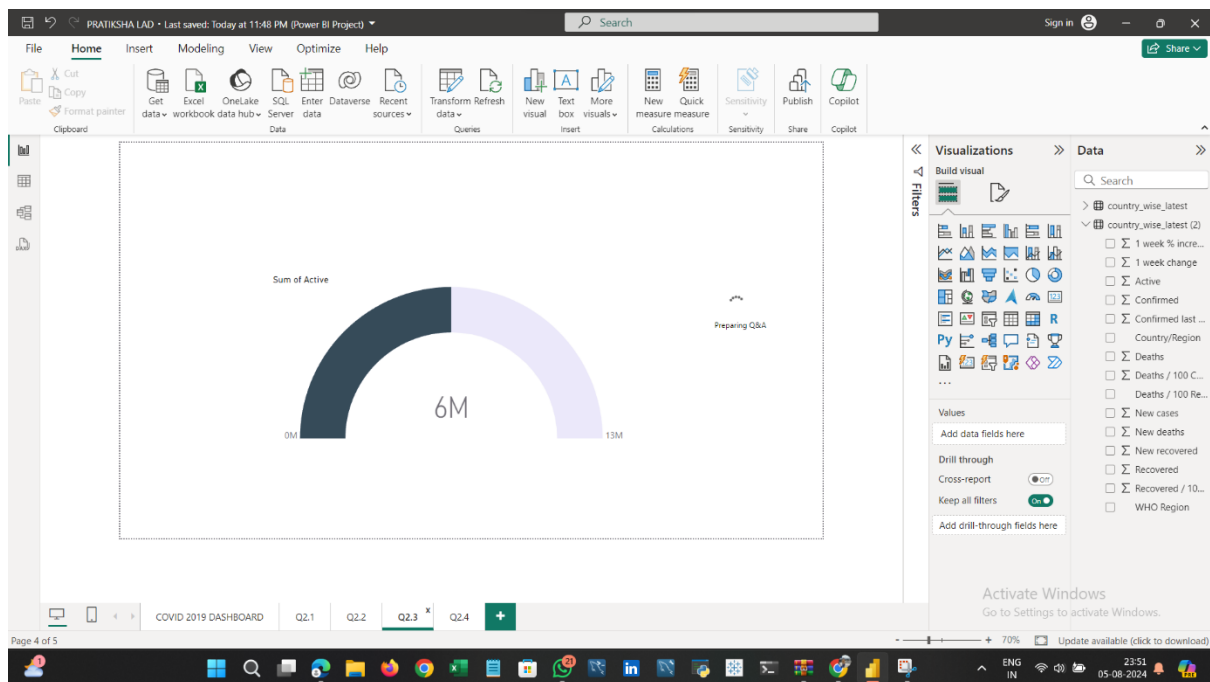 PRATIKSHA LAD • Last saved: Today at 11:48 PM (Power BI Project)
Search
Sign in
File Home Insert Modeling View Optimize Help
Share
Paste
Cut
Copy
Format painter
Clipboard
Get data
Excel workbook
OneLake data hub
SQL Server
Enter data
Dataverse
Recent sources
Data
Transform data
Refresh
Queries
New visual
Text box
More visuals
Insert
New measure
Quick measure
Calculations
Sensitivity
Sensitivity
Publish
Share
Copilot
Copilot
Sum of Active
6M
0M
13M
Preparing Q&A
Filters
Visualizations
Build visual
123
R
Py
...
Values
Add data fields here
Drill through
Cross-report
Off
Keep all filters
On
Add drill-through fields here
Data
Search
country_wise_latest
country_wise_latest (2)
1 week % incre...
1 week change
Active
Confirmed
Confirmed last ...
Country/Region
Deaths
Deaths / 100 C...
Deaths / 100 Re...
New cases
New deaths
New recovered
Recovered
Recovered / 10...
WHO Region
Activate Windows
Go to Settings to activate Windows.
COVID 2019 DASHBOARD Q2.1 Q2.2 Q2.3 x Q2.4 +
Page 4 of 5
- + 70%
Update available (click to download)
ENG
IN
23:51
05-08-2024